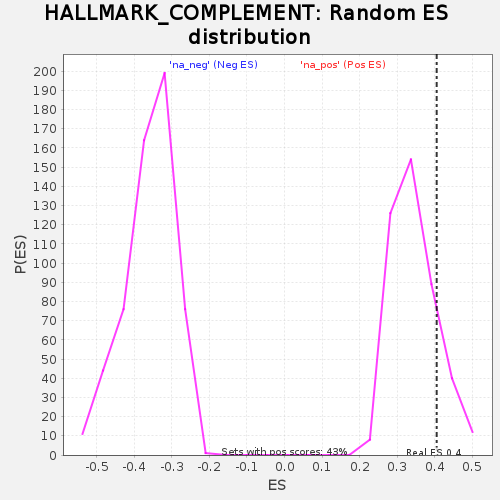 HALLMARK_COMPLEMENT: Random ES
distribution
'na_neg' (Neg ES) 'na_pos' (Pos ES)
P(ES)
200
190
180
170
160
150
140
130
120
110
100
90
80
70
60
50
40
30
20
10
0
Sets with pos scores: 43%
Real ES 0.4
-0.5 -0.4 -0.3 -0.2 -0.1 0.0 0.1 0.2 0.3 0.4 0.5
ES